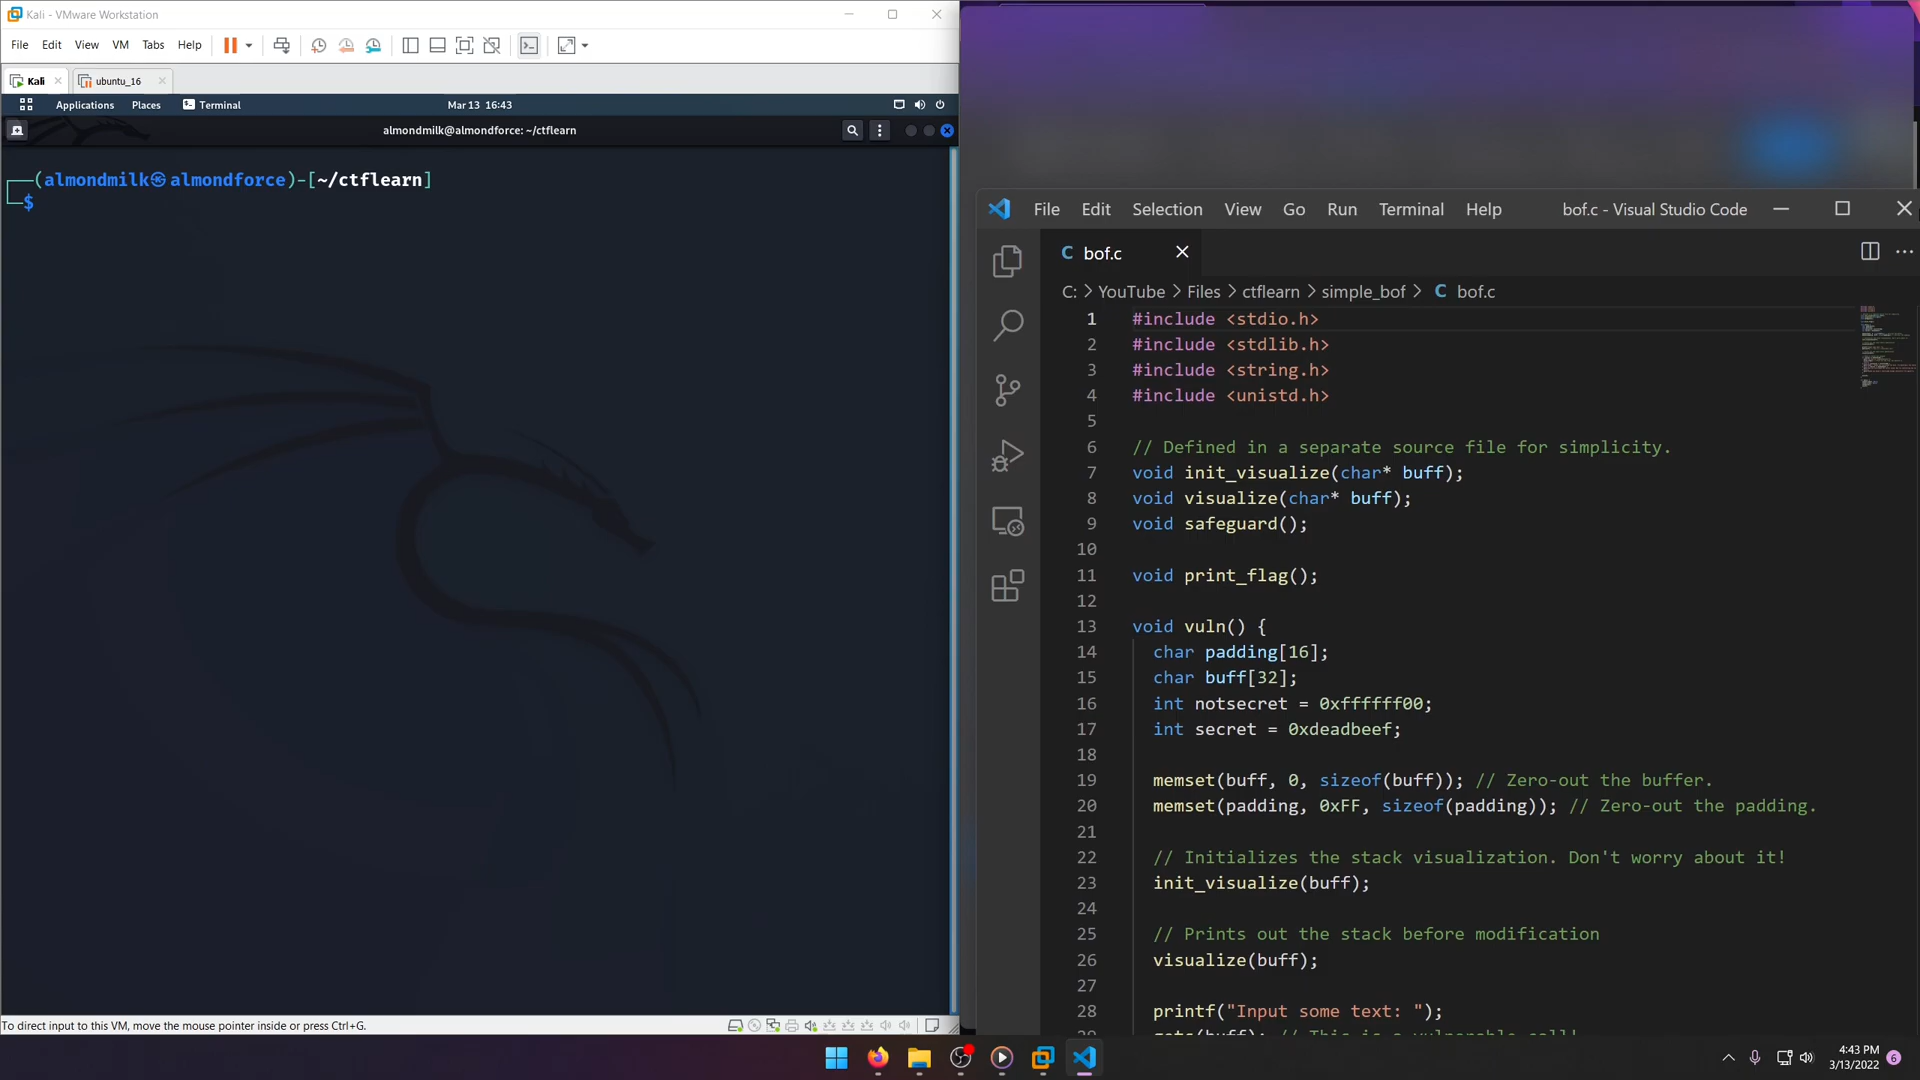 Kali - VMware Workstation
File Edit View VM Tabs Help
Kali ubuntu_16
Applications Places Terminal Mar 13 16:43
almondmilk@almondforce: ~/ctflearn
(almondmilk㉿almondforce)-[~/ctflearn]
$
To direct input to this VM, move the mouse pointer inside or press Ctrl+G.
File Edit Selection View Go Run Terminal Help bof.c - Visual Studio Code
C bof.c
C: > YouTube > Files > ctflearn > simple_bof > C bof.c
1 #include <stdio.h>
2 #include <stdlib.h>
3 #include <string.h>
4 #include <unistd.h>
5
6 // Defined in a separate source file for simplicity.
7 void init_visualize(char* buff);
8 void visualize(char* buff);
9 void safeguard();
10
11 void print_flag();
12
13 void vuln() {
14 char padding[16];
15 char buff[32];
16 int notsecret = 0xffffff00;
17 int secret = 0xdeadbeef;
18
19 memset(buff, 0, sizeof(buff)); // Zero-out the buffer.
20 memset(padding, 0xFF, sizeof(padding)); // Zero-out the padding.
21
22 // Initializes the stack visualization. Don't worry about it!
23 init_visualize(buff);
24
25 // Prints out the stack before modification
26 visualize(buff);
27
28 printf("Input some text: ");
29 gets(buff); // This is a vulnerable call!
4:43 PM
3/13/2022
6